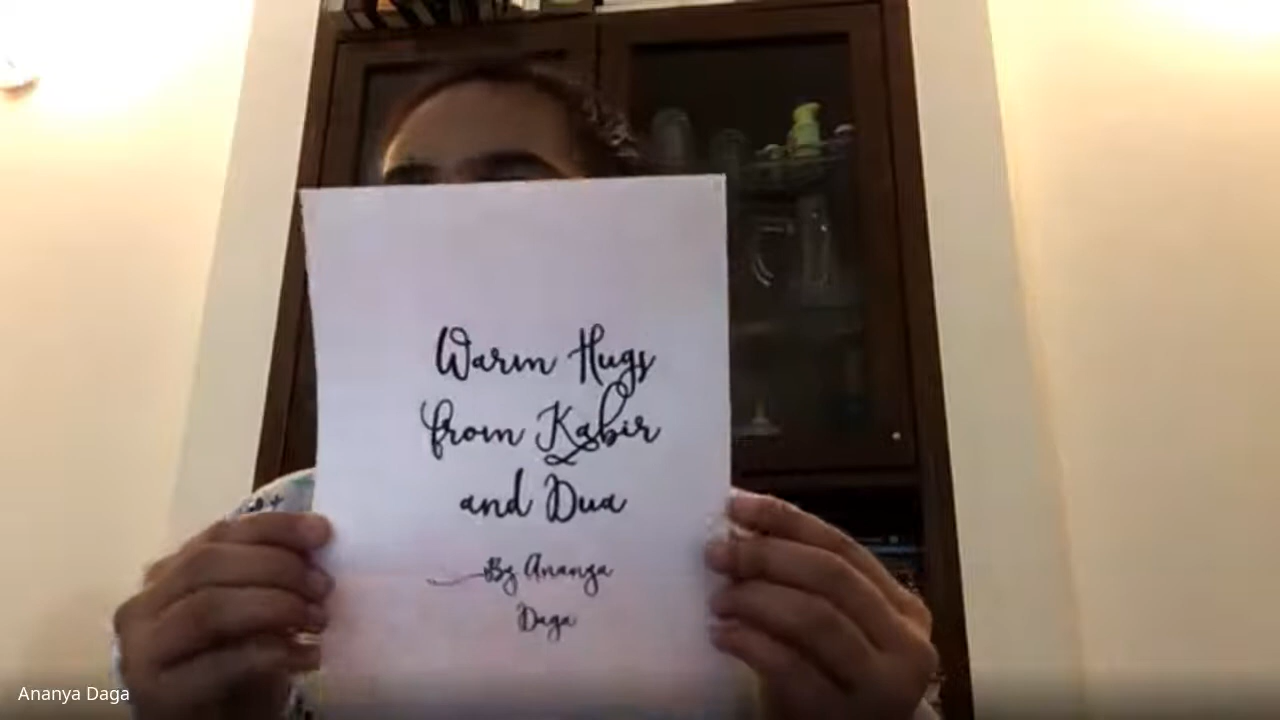 Warm Hugs
from Kabir
and Dua
By Ananya
Daga
Ananya Daga